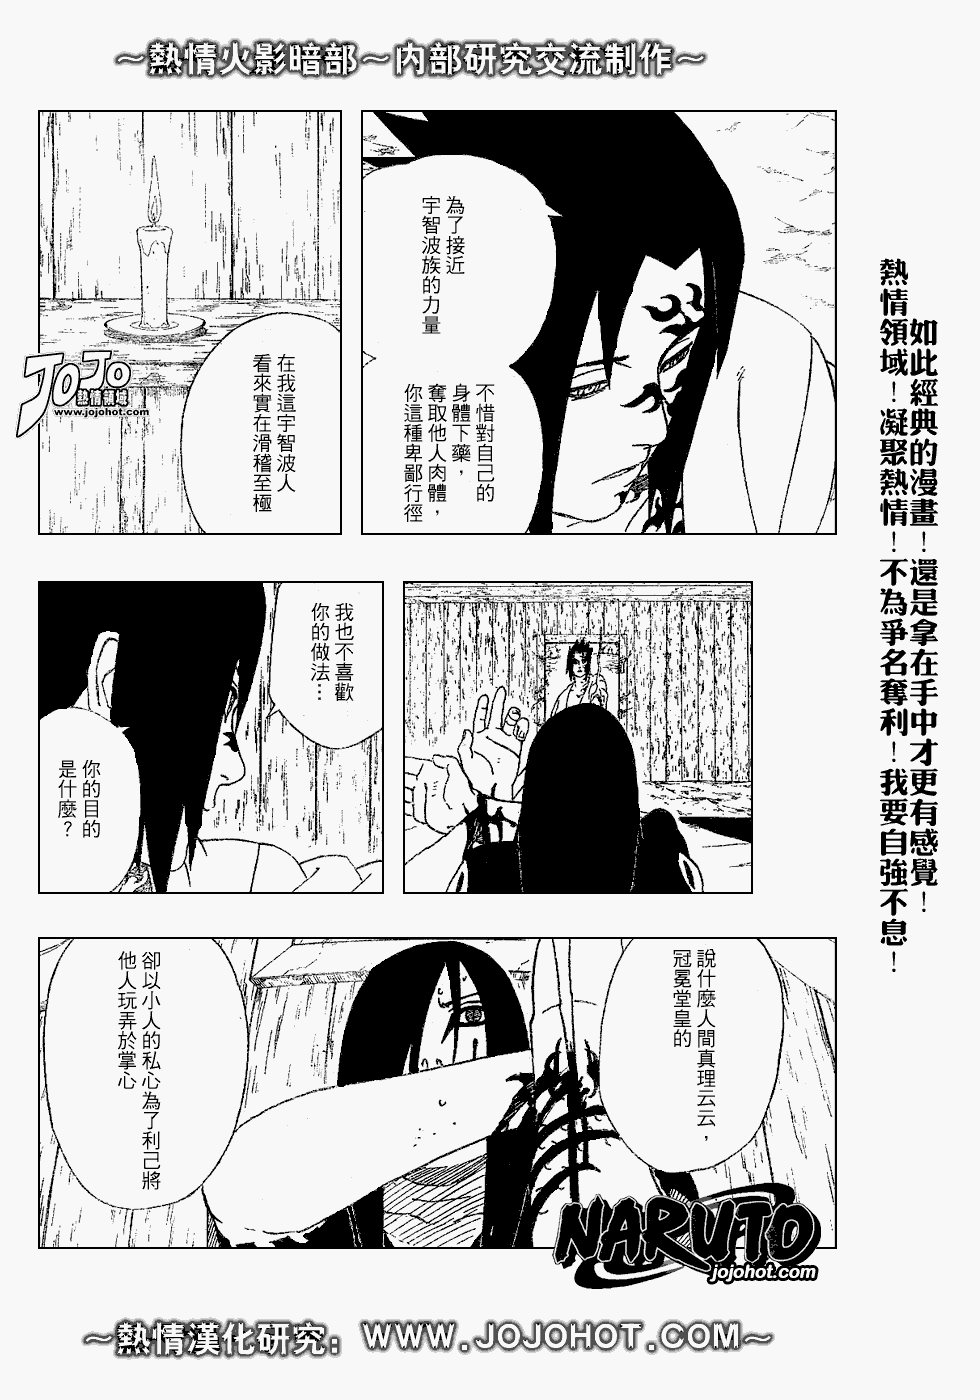 ～熱情火影暗部～內部研究交流制作～
為了接近
宇智波族的力量
不惜對自己的
身體下藥，
奪取他人肉體，
你這種卑鄙行徑
在我這宇智波人
看來實在滑稽至極
JOJO
熱情領域
www.jojohot.com
如此經典的漫畫！還是拿在手中才更有感覺！
熱情領域！凝聚熱情！不為爭名奪利！我要自強不息！
我也不喜歡
你的做法…
你的目的
是什麼？
說什麼人間真理云云，
冠冕堂皇的
卻以小人的私心為了利己將
他人玩弄於掌心
NARUTO
jojohot.com
～熱情漢化研究：WWW.JOJOHOT.COM～